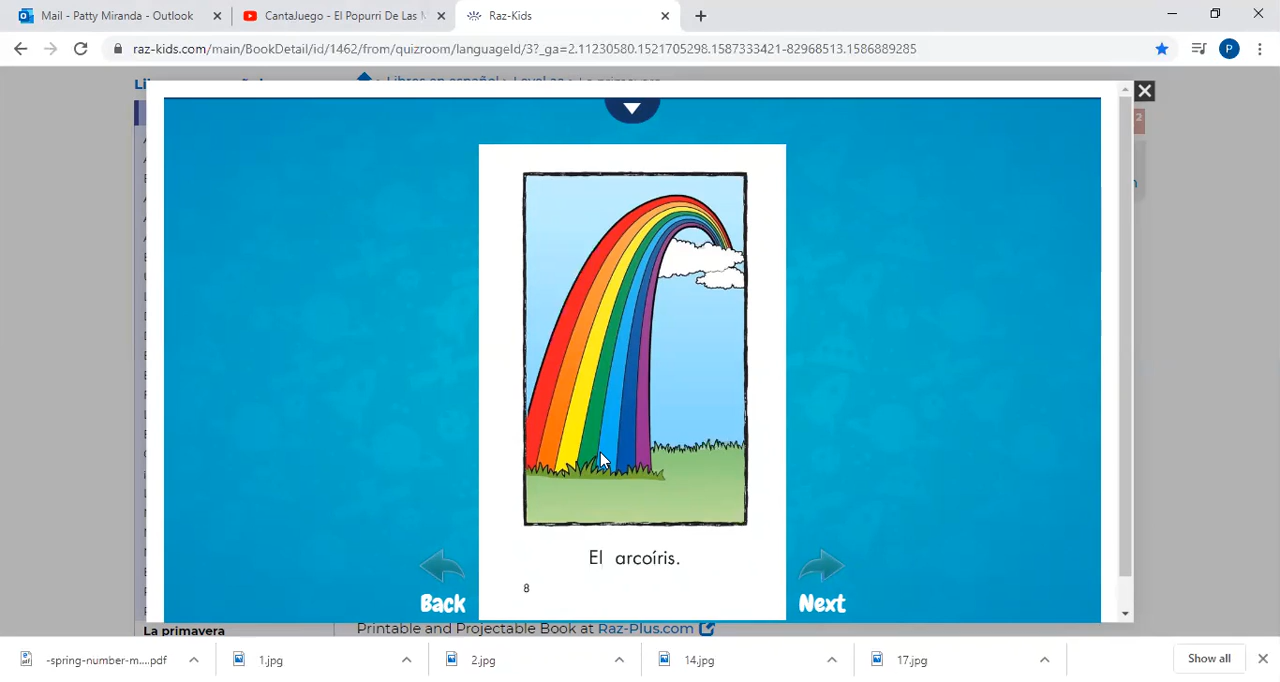 Mail - Patty Miranda - Outlook
CantaJuego - El Popurri De Las M
Raz-Kids
raz-kids.com/main/BookDetail/id/1462/from/quizroom/languageId/3?_ga=2.11230580.1521705298.1587333421-82968513.1586889285
P
2
El arcoíris.
8
Back
Next
La primavera
Printable and Projectable Book at Raz-Plus.com
-spring-number-m....pdf
1.jpg
2.jpg
14.jpg
17.jpg
Show all